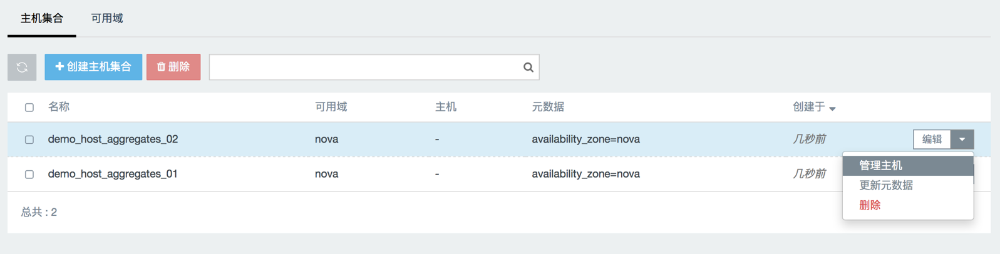 主机集合 可用域
创建主机集合 删除
名称 可用域 主机 元数据 创建于
demo_host_aggregates_02 nova - availability_zone=nova 几秒前 编辑
管理主机
demo_host_aggregates_01 nova - availability_zone=nova 几秒前
更新元数据
删除
总共 : 2